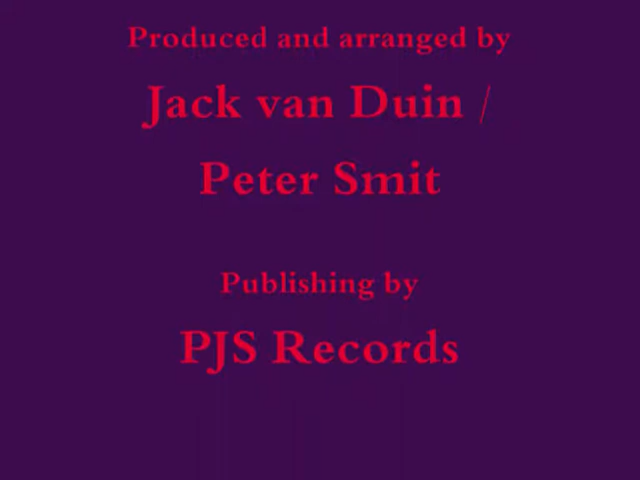 Produced and arranged by
Jack van Duin /
Peter Smit
Publishing by
PJS Records